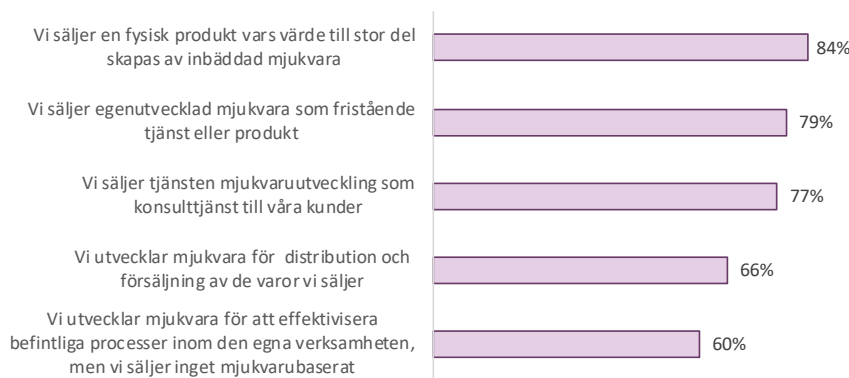 Vi säljer en fysisk produkt vars värde till stor del
skapas av inbäddad mjukvara
84%
Vi säljer egenutvecklad mjukvara som fristående
tjänst eller produkt
79%
Vi säljer tjänsten mjukvaruutveckling som
konsulttjänst till våra kunder
77%
Vi utvecklar mjukvara för distribution och
försäljning av de varor vi säljer
66%
Vi utvecklar mjukvara för att effektivisera
befintliga processer inom den egna verksamheten,
men vi säljer inget mjukvarubaserat
60%